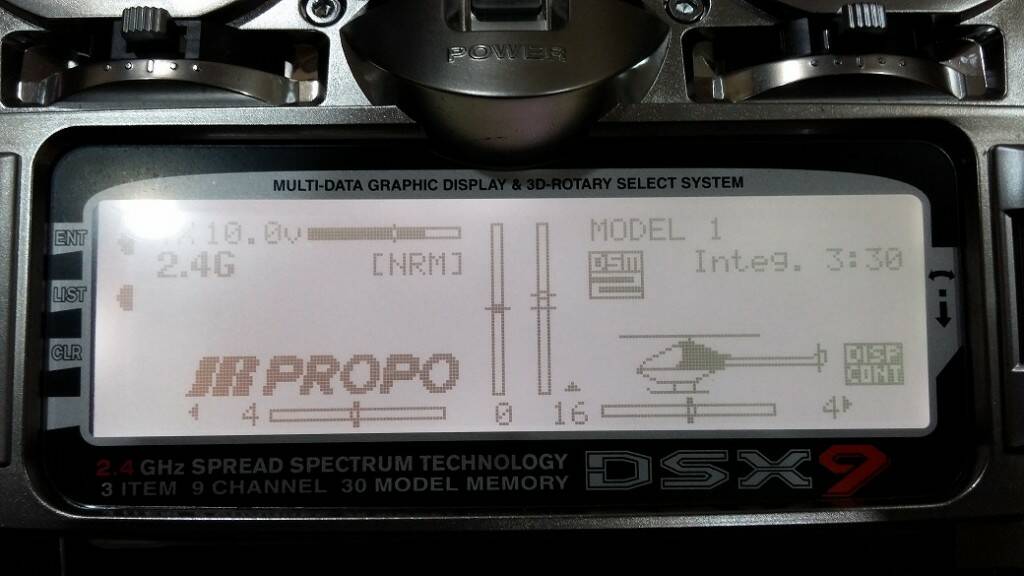 POWER
MULTI-DATA GRAPHIC DISPLAY & 3D-ROTARY SELECT SYSTEM
ENT
LIST
CLR
10.0v
2.4G
[NRM]
MODEL 1
DSM
Integ. 3:30
JR PROPO
DISP
CONT
4 0 16 4
2.4 GHz SPREAD SPECTRUM TECHNOLOGY
3 ITEM 9 CHANNEL 30 MODEL MEMORY
DSX9